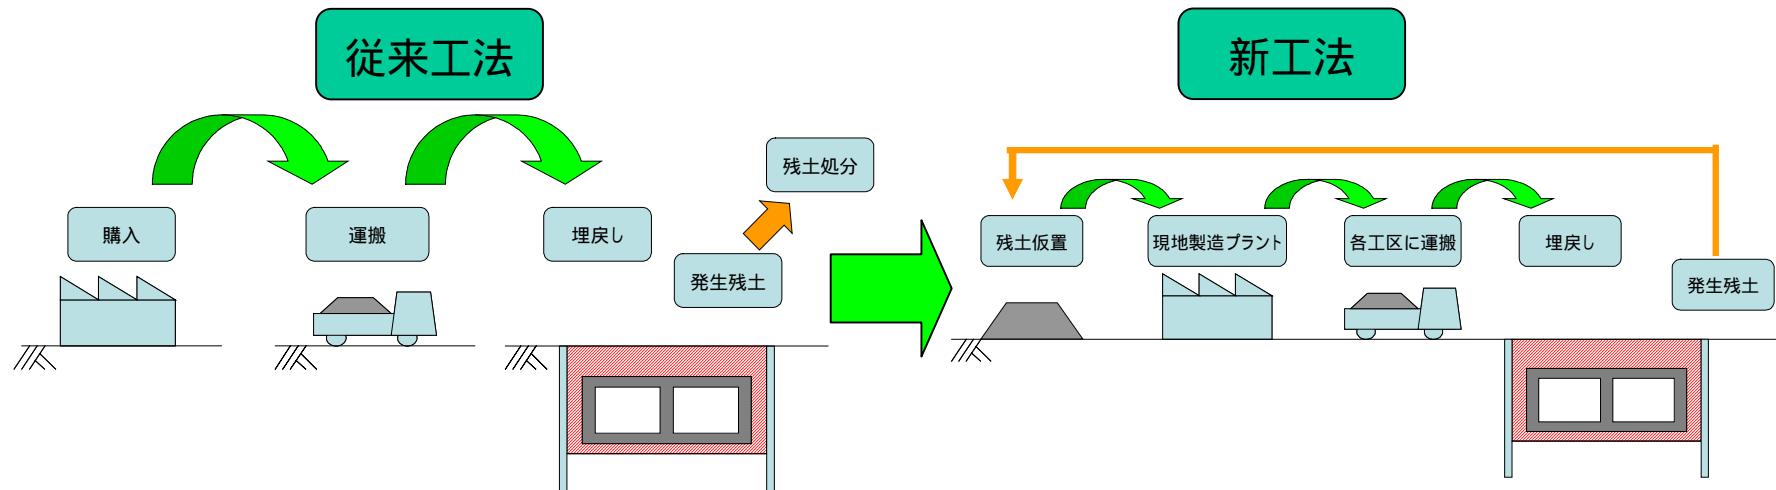 従来工法
新工法
残土処分
購入
運搬
埋戻し
発生残土
残土仮置
現地製造プラント
各工区に運搬
埋戻し
発生残土